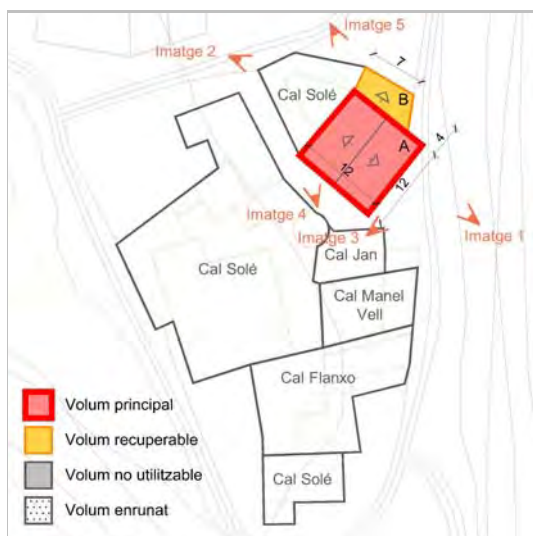 Imatge 5
Imatge 2
7
Cal Solé
B
A
4
12
12
Imatge 4
Imatge 3
Imatge 1
Cal Jan
Cal Solé
Cal Manel
Vell
Cal Flanxo
Cal Solé
Volum principal
Volum recuperable
Volum no utilitzable
Volum enrunat